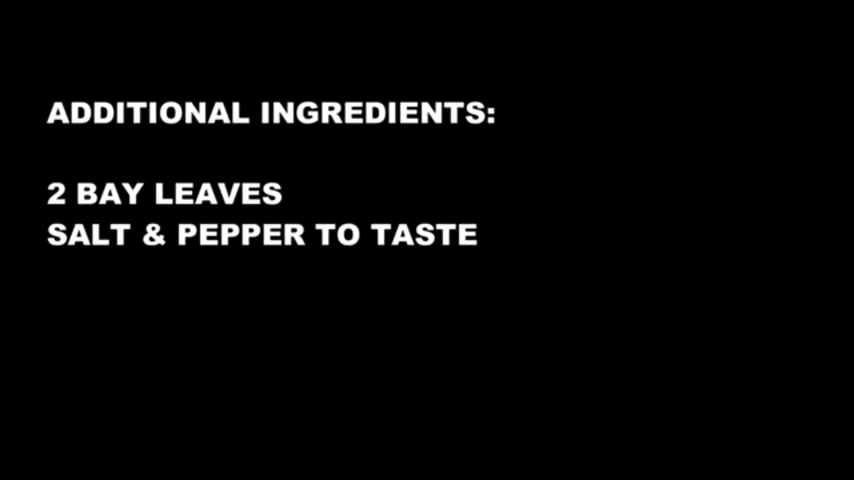 ADDITIONAL INGREDIENTS:
2 BAY LEAVES
SALT & PEPPER TO TASTE